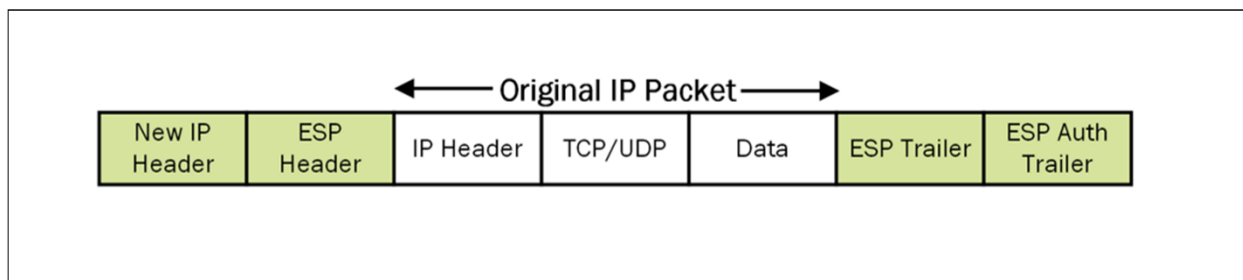 Original IP Packet
New IP
Header
ESP
Header
IP Header
TCP/UDP
Data
ESP Trailer
ESP Auth
Trailer